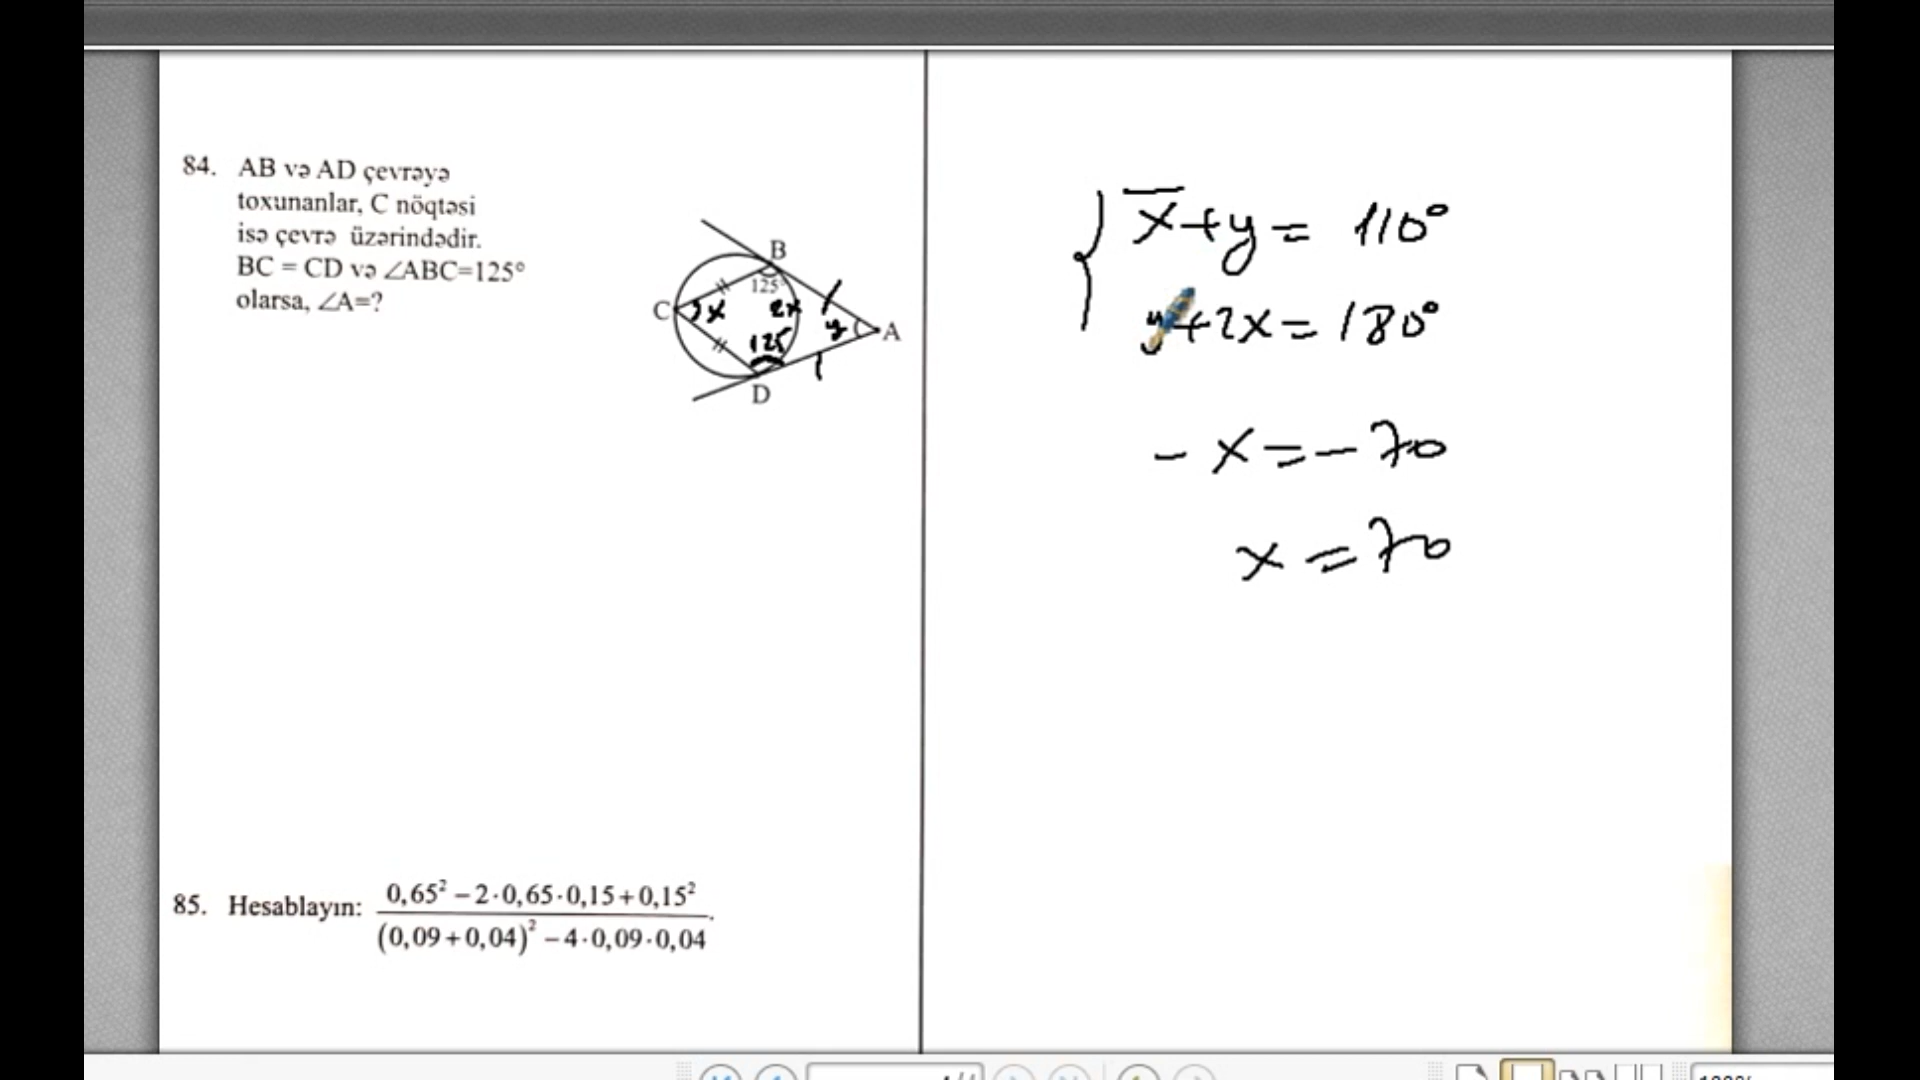 84. AB və AD çevrəyə
toxunanlar, C nöqtəsi
isə çevrə üzərindədir.
BC = CD və ∠ABC=125°
olarsa, ∠A=?
B
125°
C
x
2x
y
A
125
D
x+y= 110°
y+2x=180°
-x=-70
x=70
85. Hesablayın: 0,65² – 2·0,65·0,15+0,15²
(0,09+0,04)² – 4·0,09·0,04.